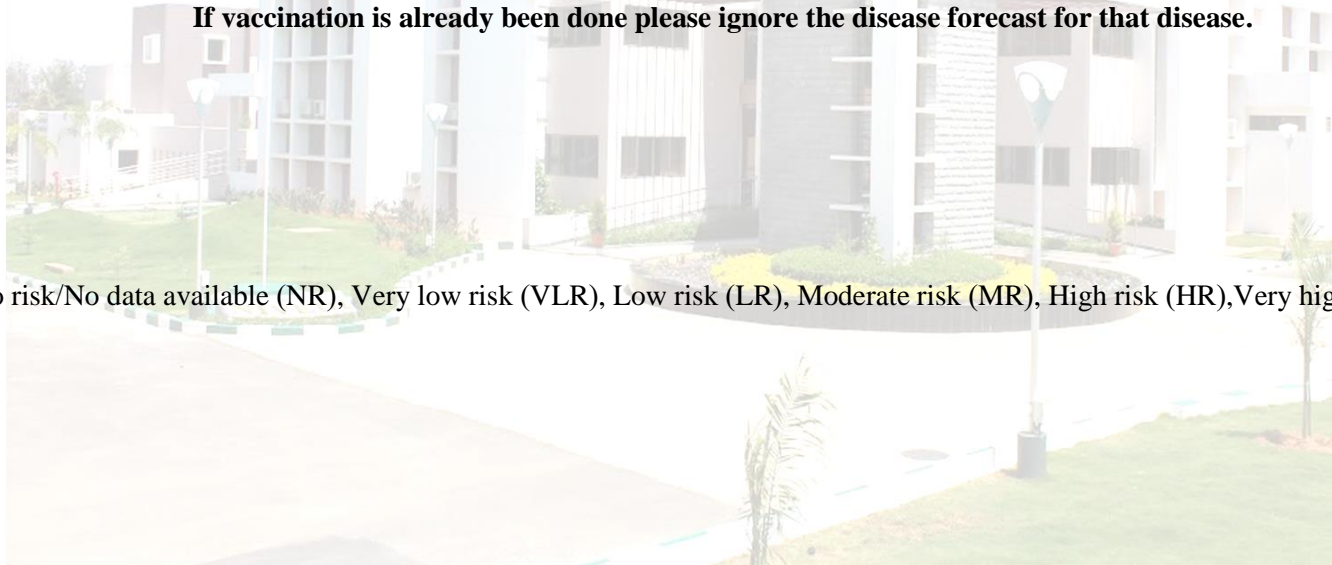 If vaccination is already been done please ignore the disease forecast for that disease.
risk/No data available (NR), Very low risk (VLR), Low risk (LR), Moderate risk (MR), High risk (HR),Very